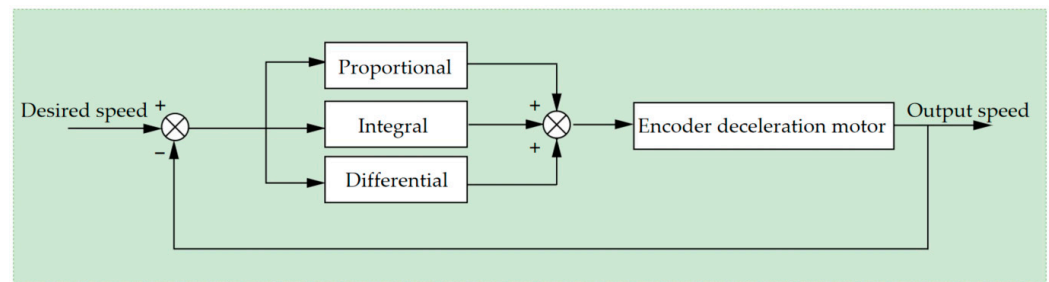 Proportional
Desired speed
+
+
Integral
Encoder deceleration motor
Output speed
−
+
Differential